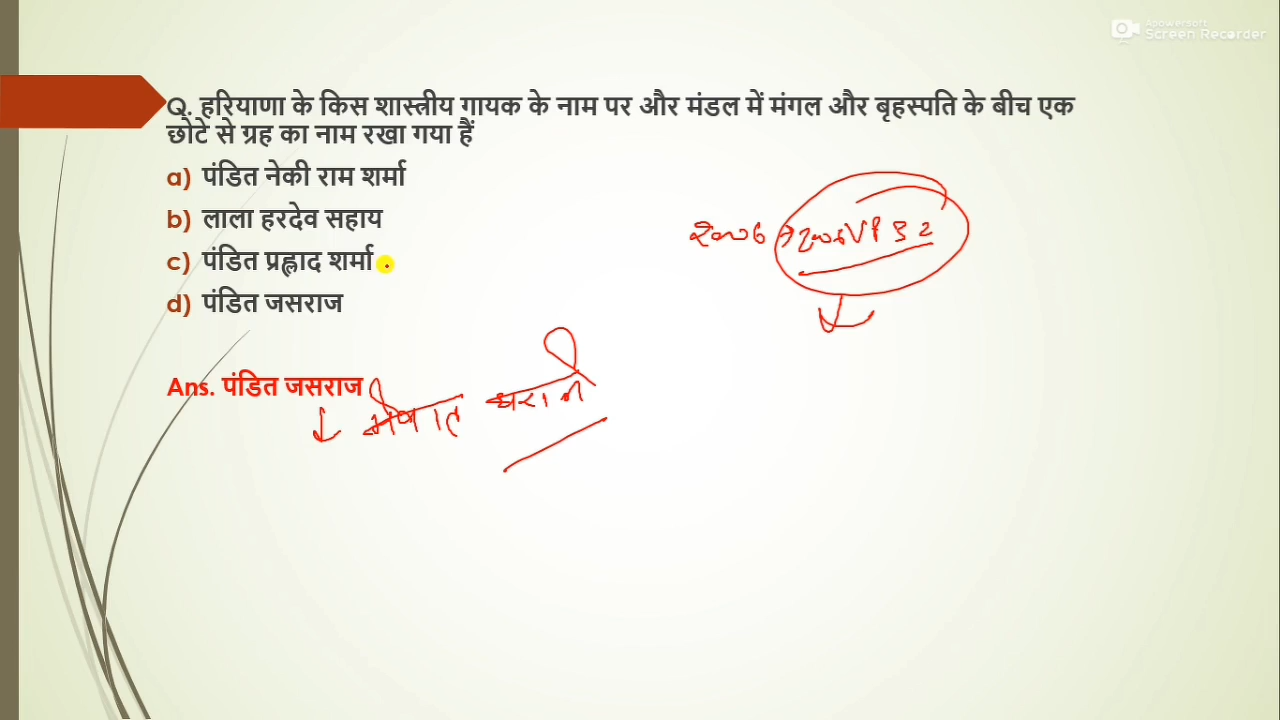 Apowersoft
Screen Recorder
Q. हरियाणा के किस शास्त्रीय गायक के नाम पर और मंडल में मंगल और बृहस्पति के बीच एक
छोटे से ग्रह का नाम रखा गया हैं
a) पंडित नेकी राम शर्मा
b) लाला हरदेव सहाय
c) पंडित प्रह्लाद शर्मा
d) पंडित जसराज
2006 → 2006VP32
Ans. पंडित जसराज
मेवात घराने